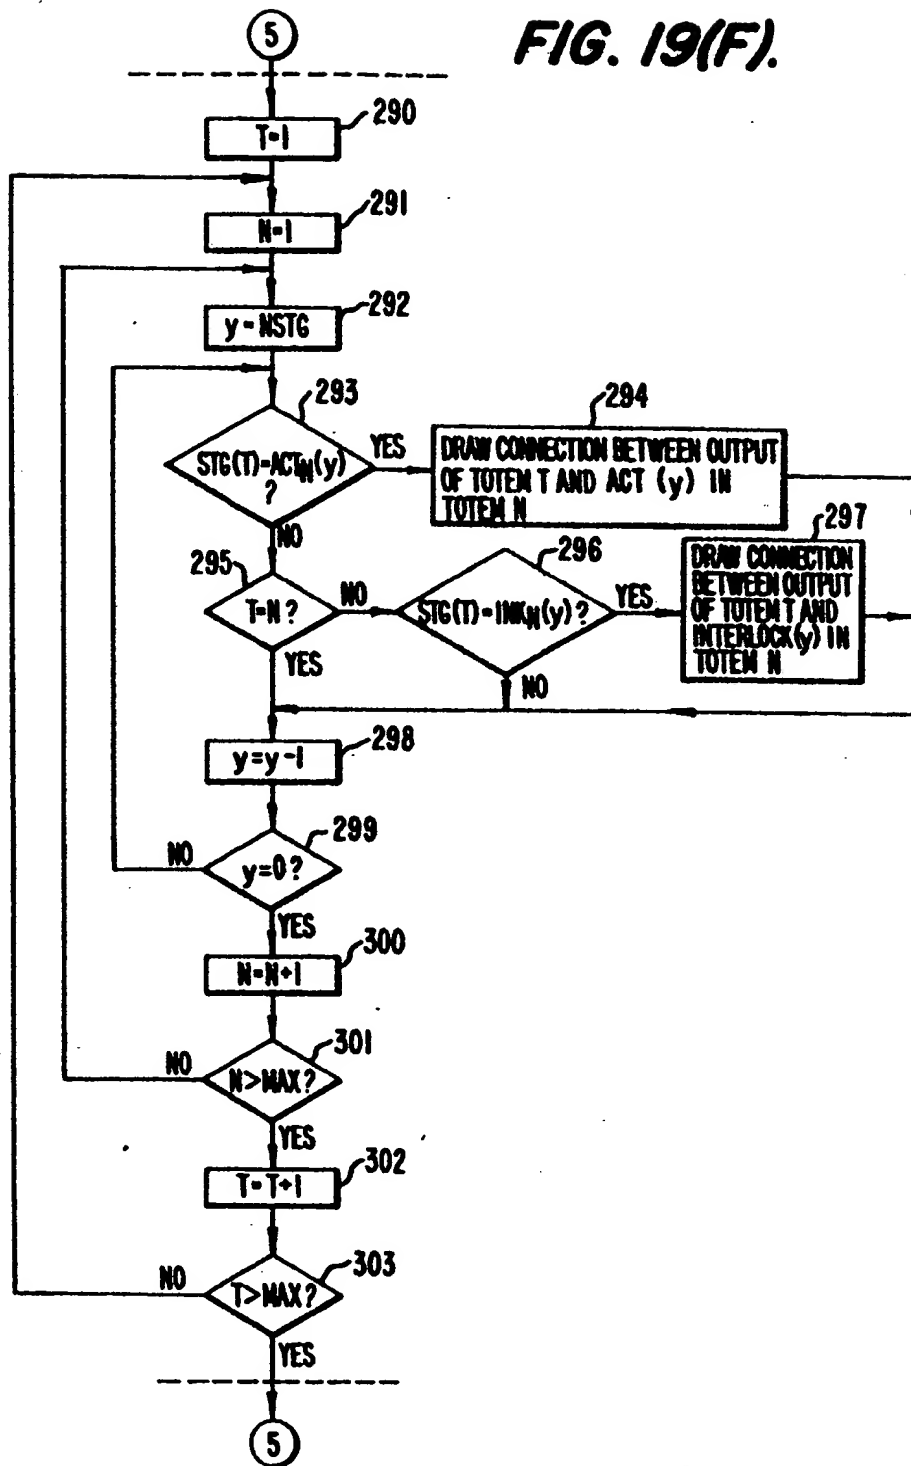 5
FIG. 19(F).
290
T=1
291
N=1
292
y=NSTG
293
STG(T)=ACTN(y)
?
YES
294
DRAW CONNECTION BETWEEN OUTPUT
OF TOTEM T AND ACT (y) IN
TOTEM N
NO
295
T=N?
NO
296
STG(T)=INKN(y)?
YES
297
DRAW CONNECTION
BETWEEN OUTPUT
OF TOTEM T AND
INTERLOCK(y) IN
TOTEM N
YES
NO
298
y=y-1
299
y=0?
NO
YES
300
N=N+1
301
N>MAX?
NO
YES
302
T=T+1
303
T>MAX?
NO
YES
5